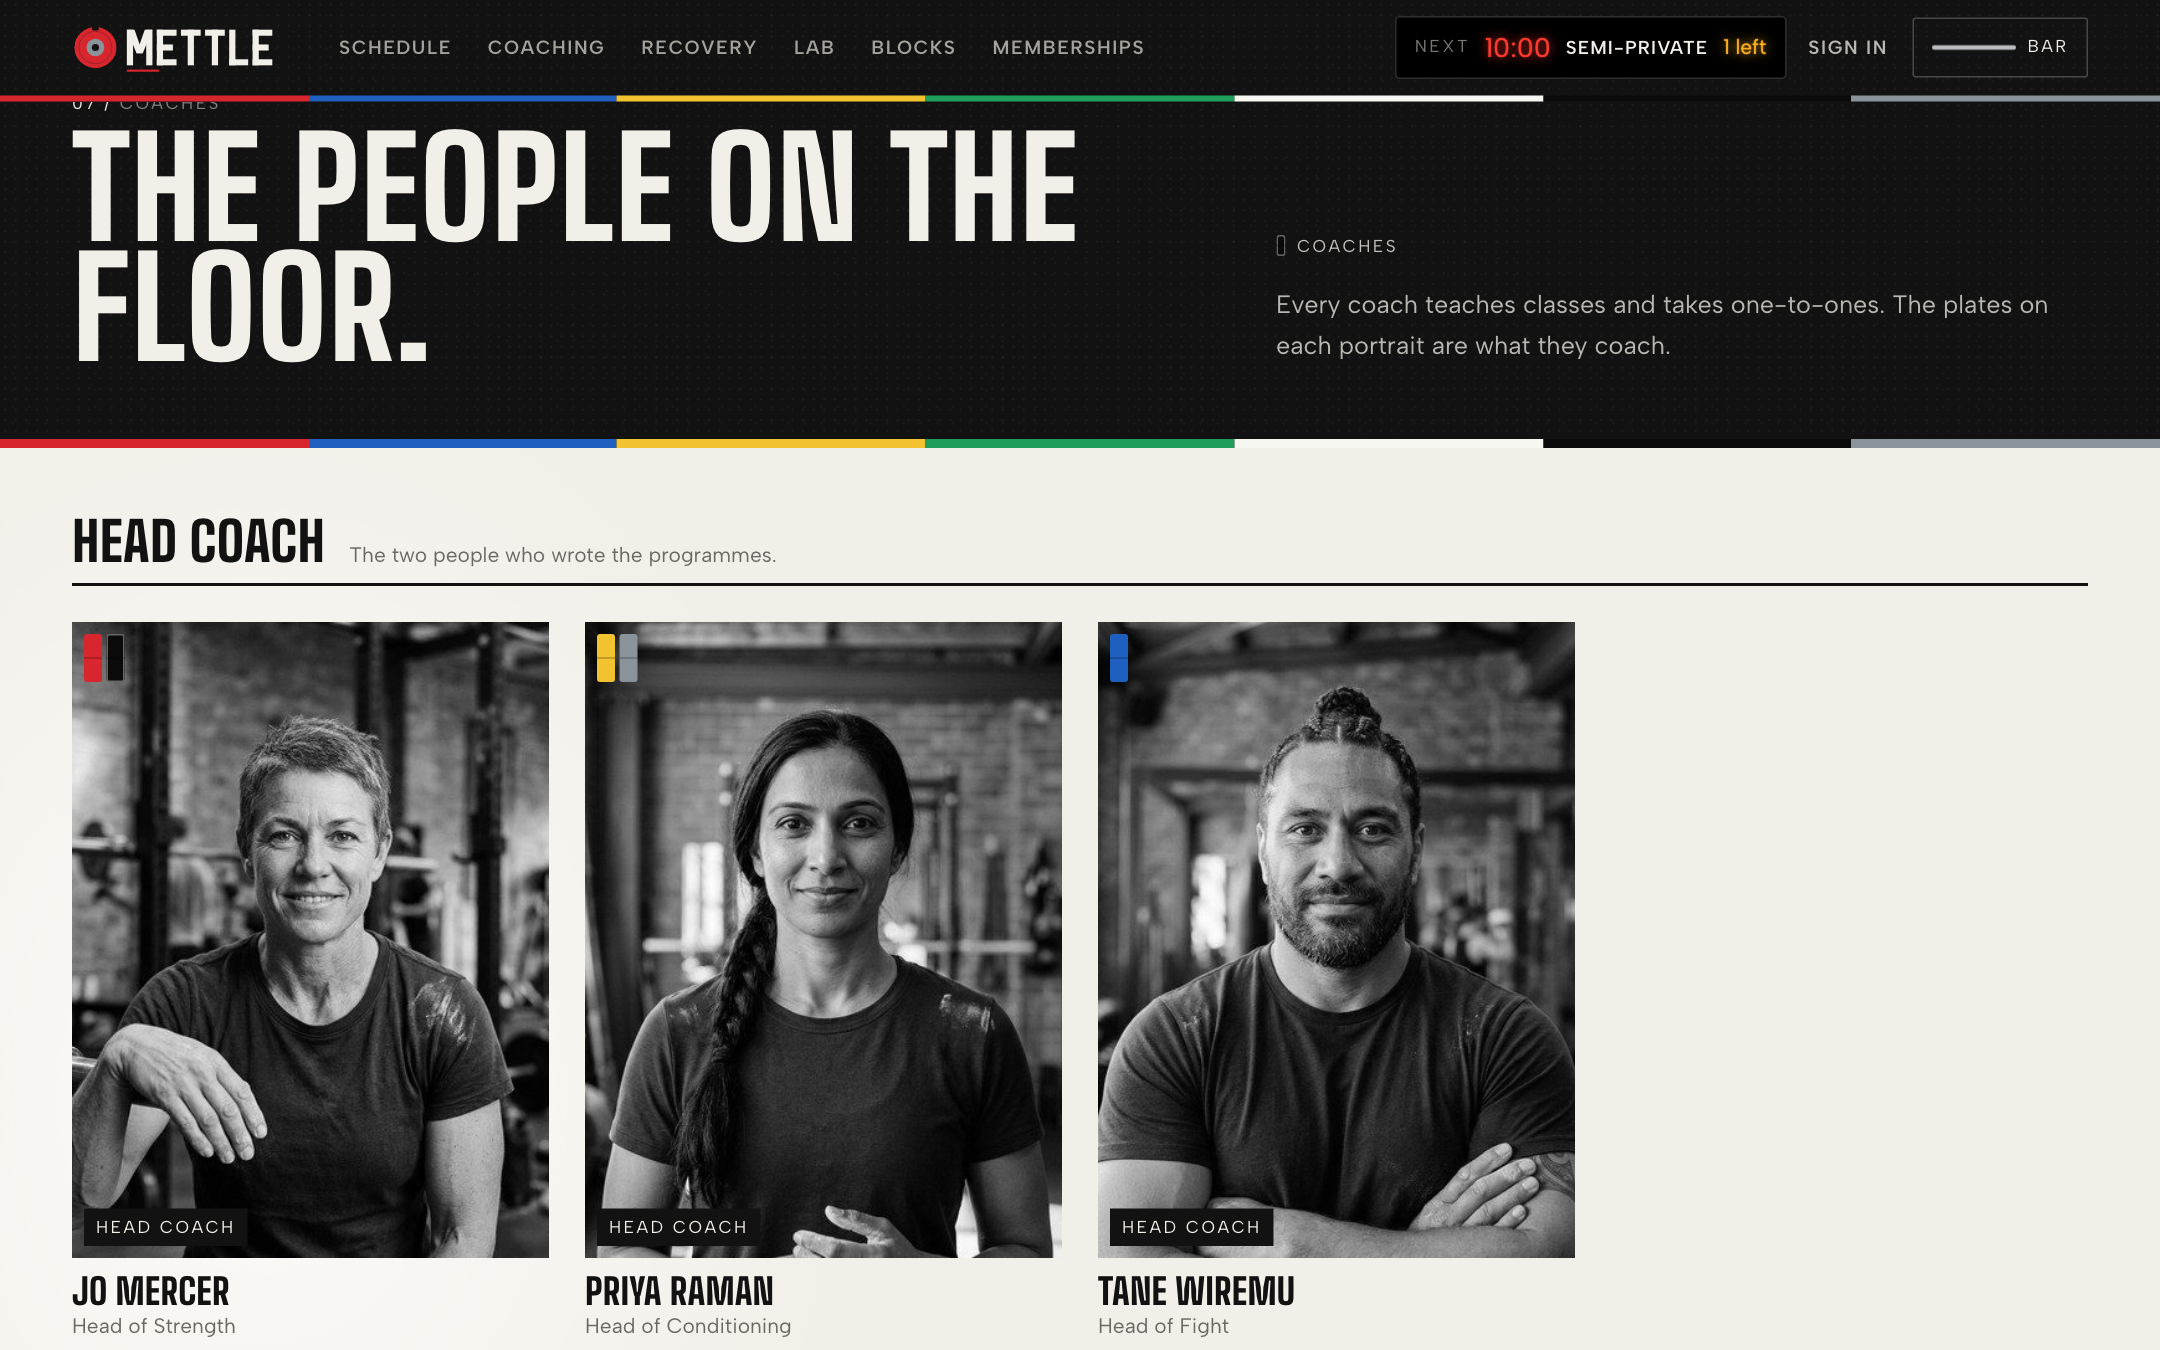 METTLE
SCHEDULE COACHING RECOVERY LAB BLOCKS MEMBERSHIPS
NEXT 10:00 SEMI-PRIVATE 1 left
SIGN IN
BAR
07 / COACHES
THE PEOPLE ON THE
FLOOR.
COACHES
Every coach teaches classes and takes one-to-ones. The plates on
each portrait are what they coach.
HEAD COACH
The two people who wrote the programmes.
HEAD COACH
JO MERCER
Head of Strength
HEAD COACH
PRIYA RAMAN
Head of Conditioning
HEAD COACH
TANE WIREMU
Head of Fight